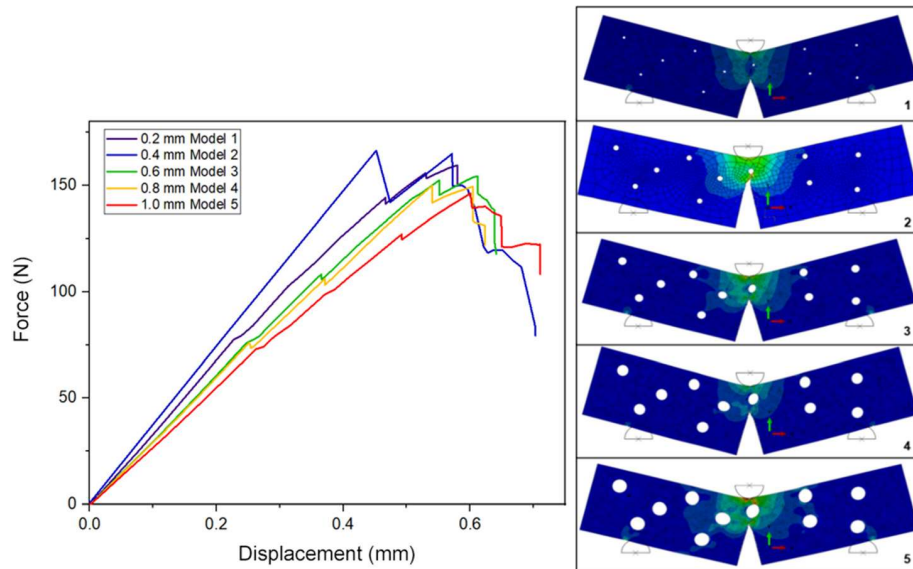 0.2 mm Model 1
0.4 mm Model 2
0.6 mm Model 3
0.8 mm Model 4
1.0 mm Model 5
Force (N)
150
100
50
0
0.0 0.2 0.4 0.6
Displacement (mm)
1
2
3
4
5